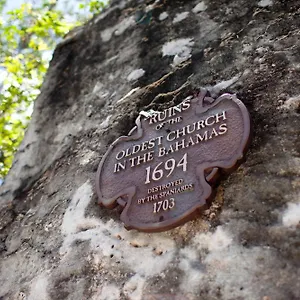 RUINS
OF THE
OLDEST CHURCH
IN THE BAHAMAS
1694
DESTROYED
BY THE SPANIARDS
1703